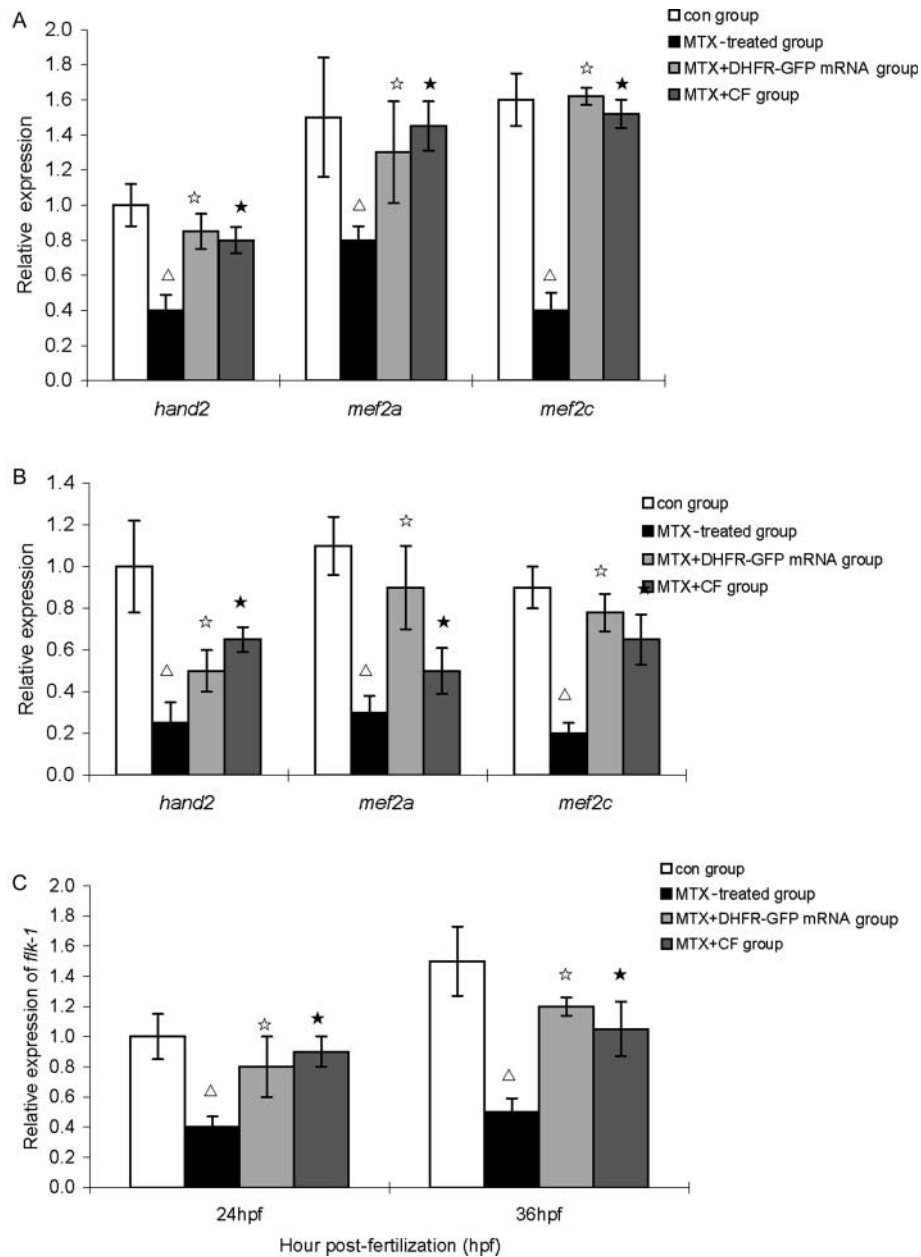 A
con group
MTX-treated group
MTX+DHFR-GFP mRNA group
MTX+CF group
Relative expression
1.8
1.6
1.4
1.2
1.0
0.8
0.6
0.4
0.2
0.0
hand2 mef2a mef2c
B
con group
MTX-treated group
MTX+DHFR-GFP mRNA group
MTX+CF group
Relative expression
1.4
1.2
1.0
0.8
0.6
0.4
0.2
0.0
hand2 mef2a mef2c
C
con group
MTX-treated group
MTX+DHFR-GFP mRNA group
MTX+CF group
Relative expression of flk-1
2.0
1.8
1.6
1.4
1.2
1.0
0.8
0.6
0.4
0.2
0.0
24hpf 36hpf
Hour post-fertilization (hpf)